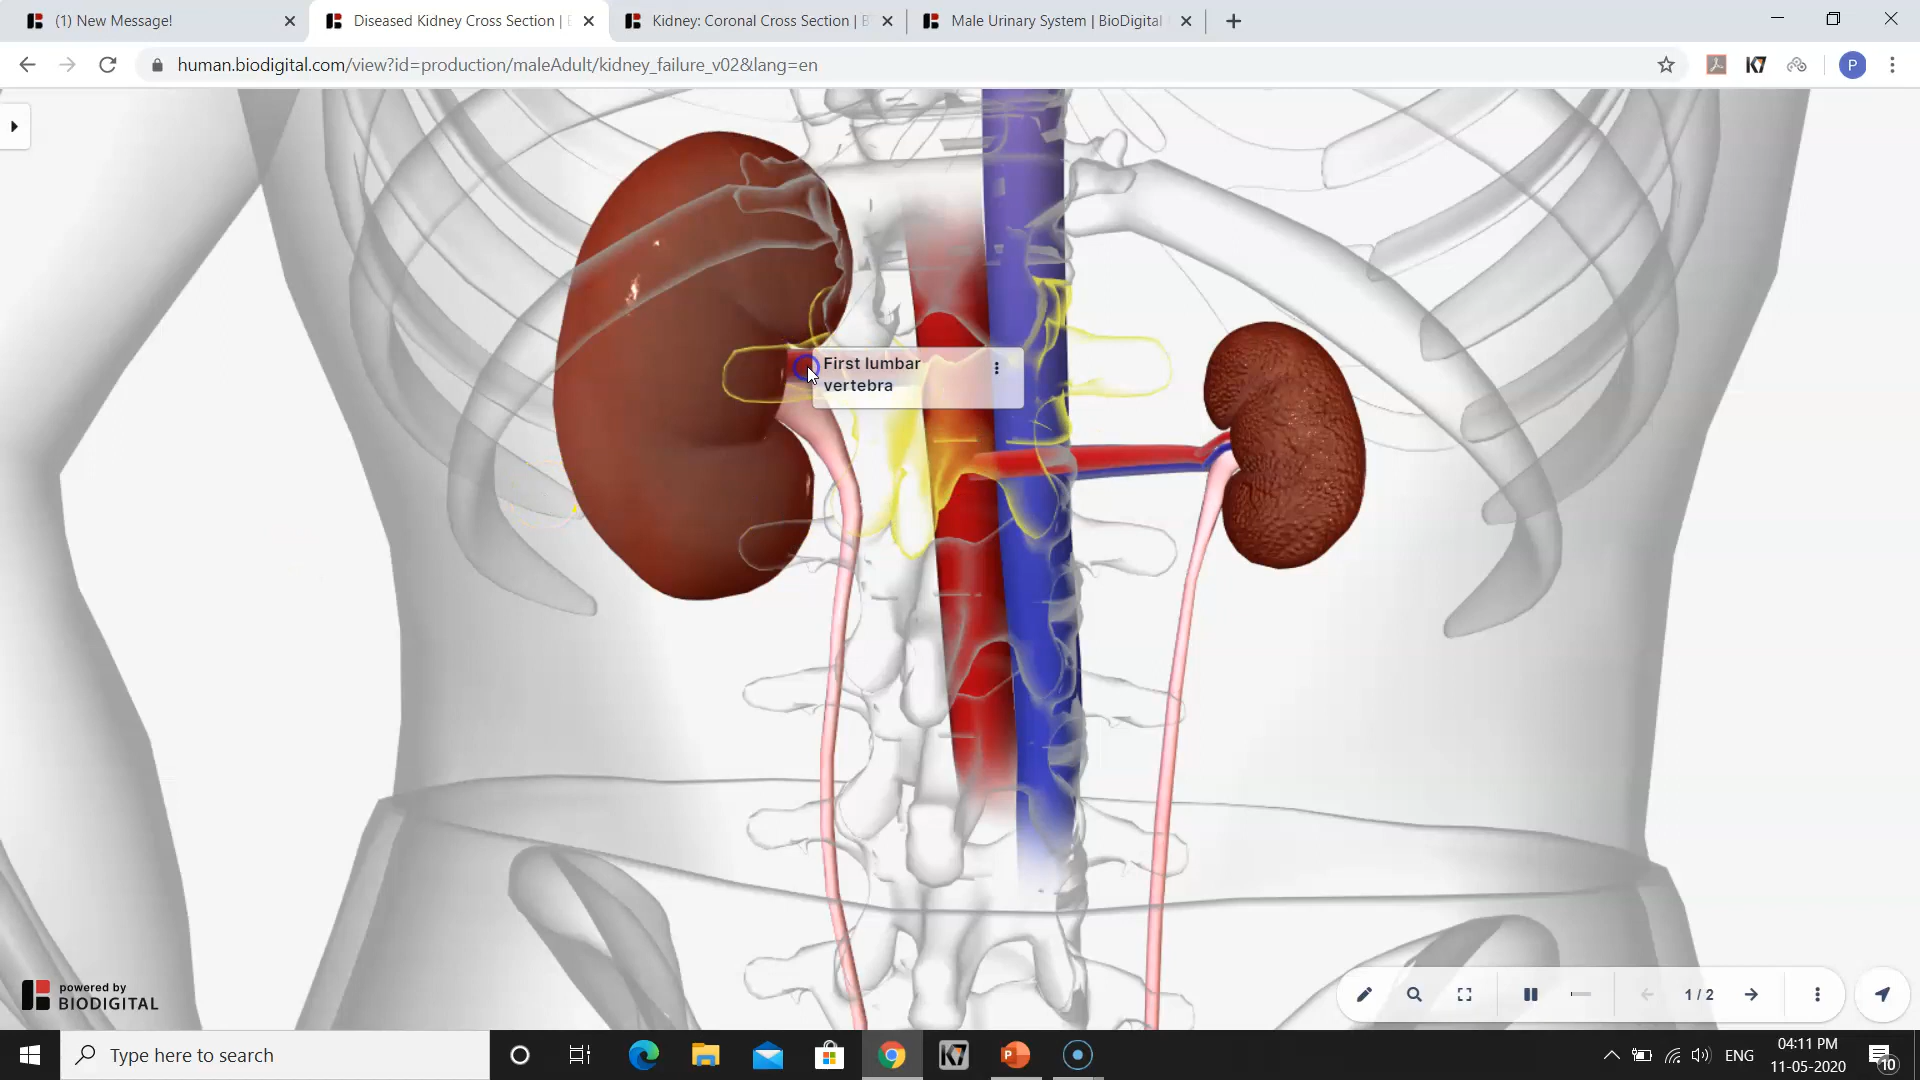 (1) New Message!
Diseased Kidney Cross Section |
Kidney: Coronal Cross Section |
Male Urinary System | BioDigital
human.biodigital.com/view?id=production/maleAdult/kidney_failure_v02&lang=en
P
First lumbar
vertebra
powered by
BIODIGITAL
1 / 2
Type here to search
K7
P
ENG
04:11 PM
11-05-2020
10